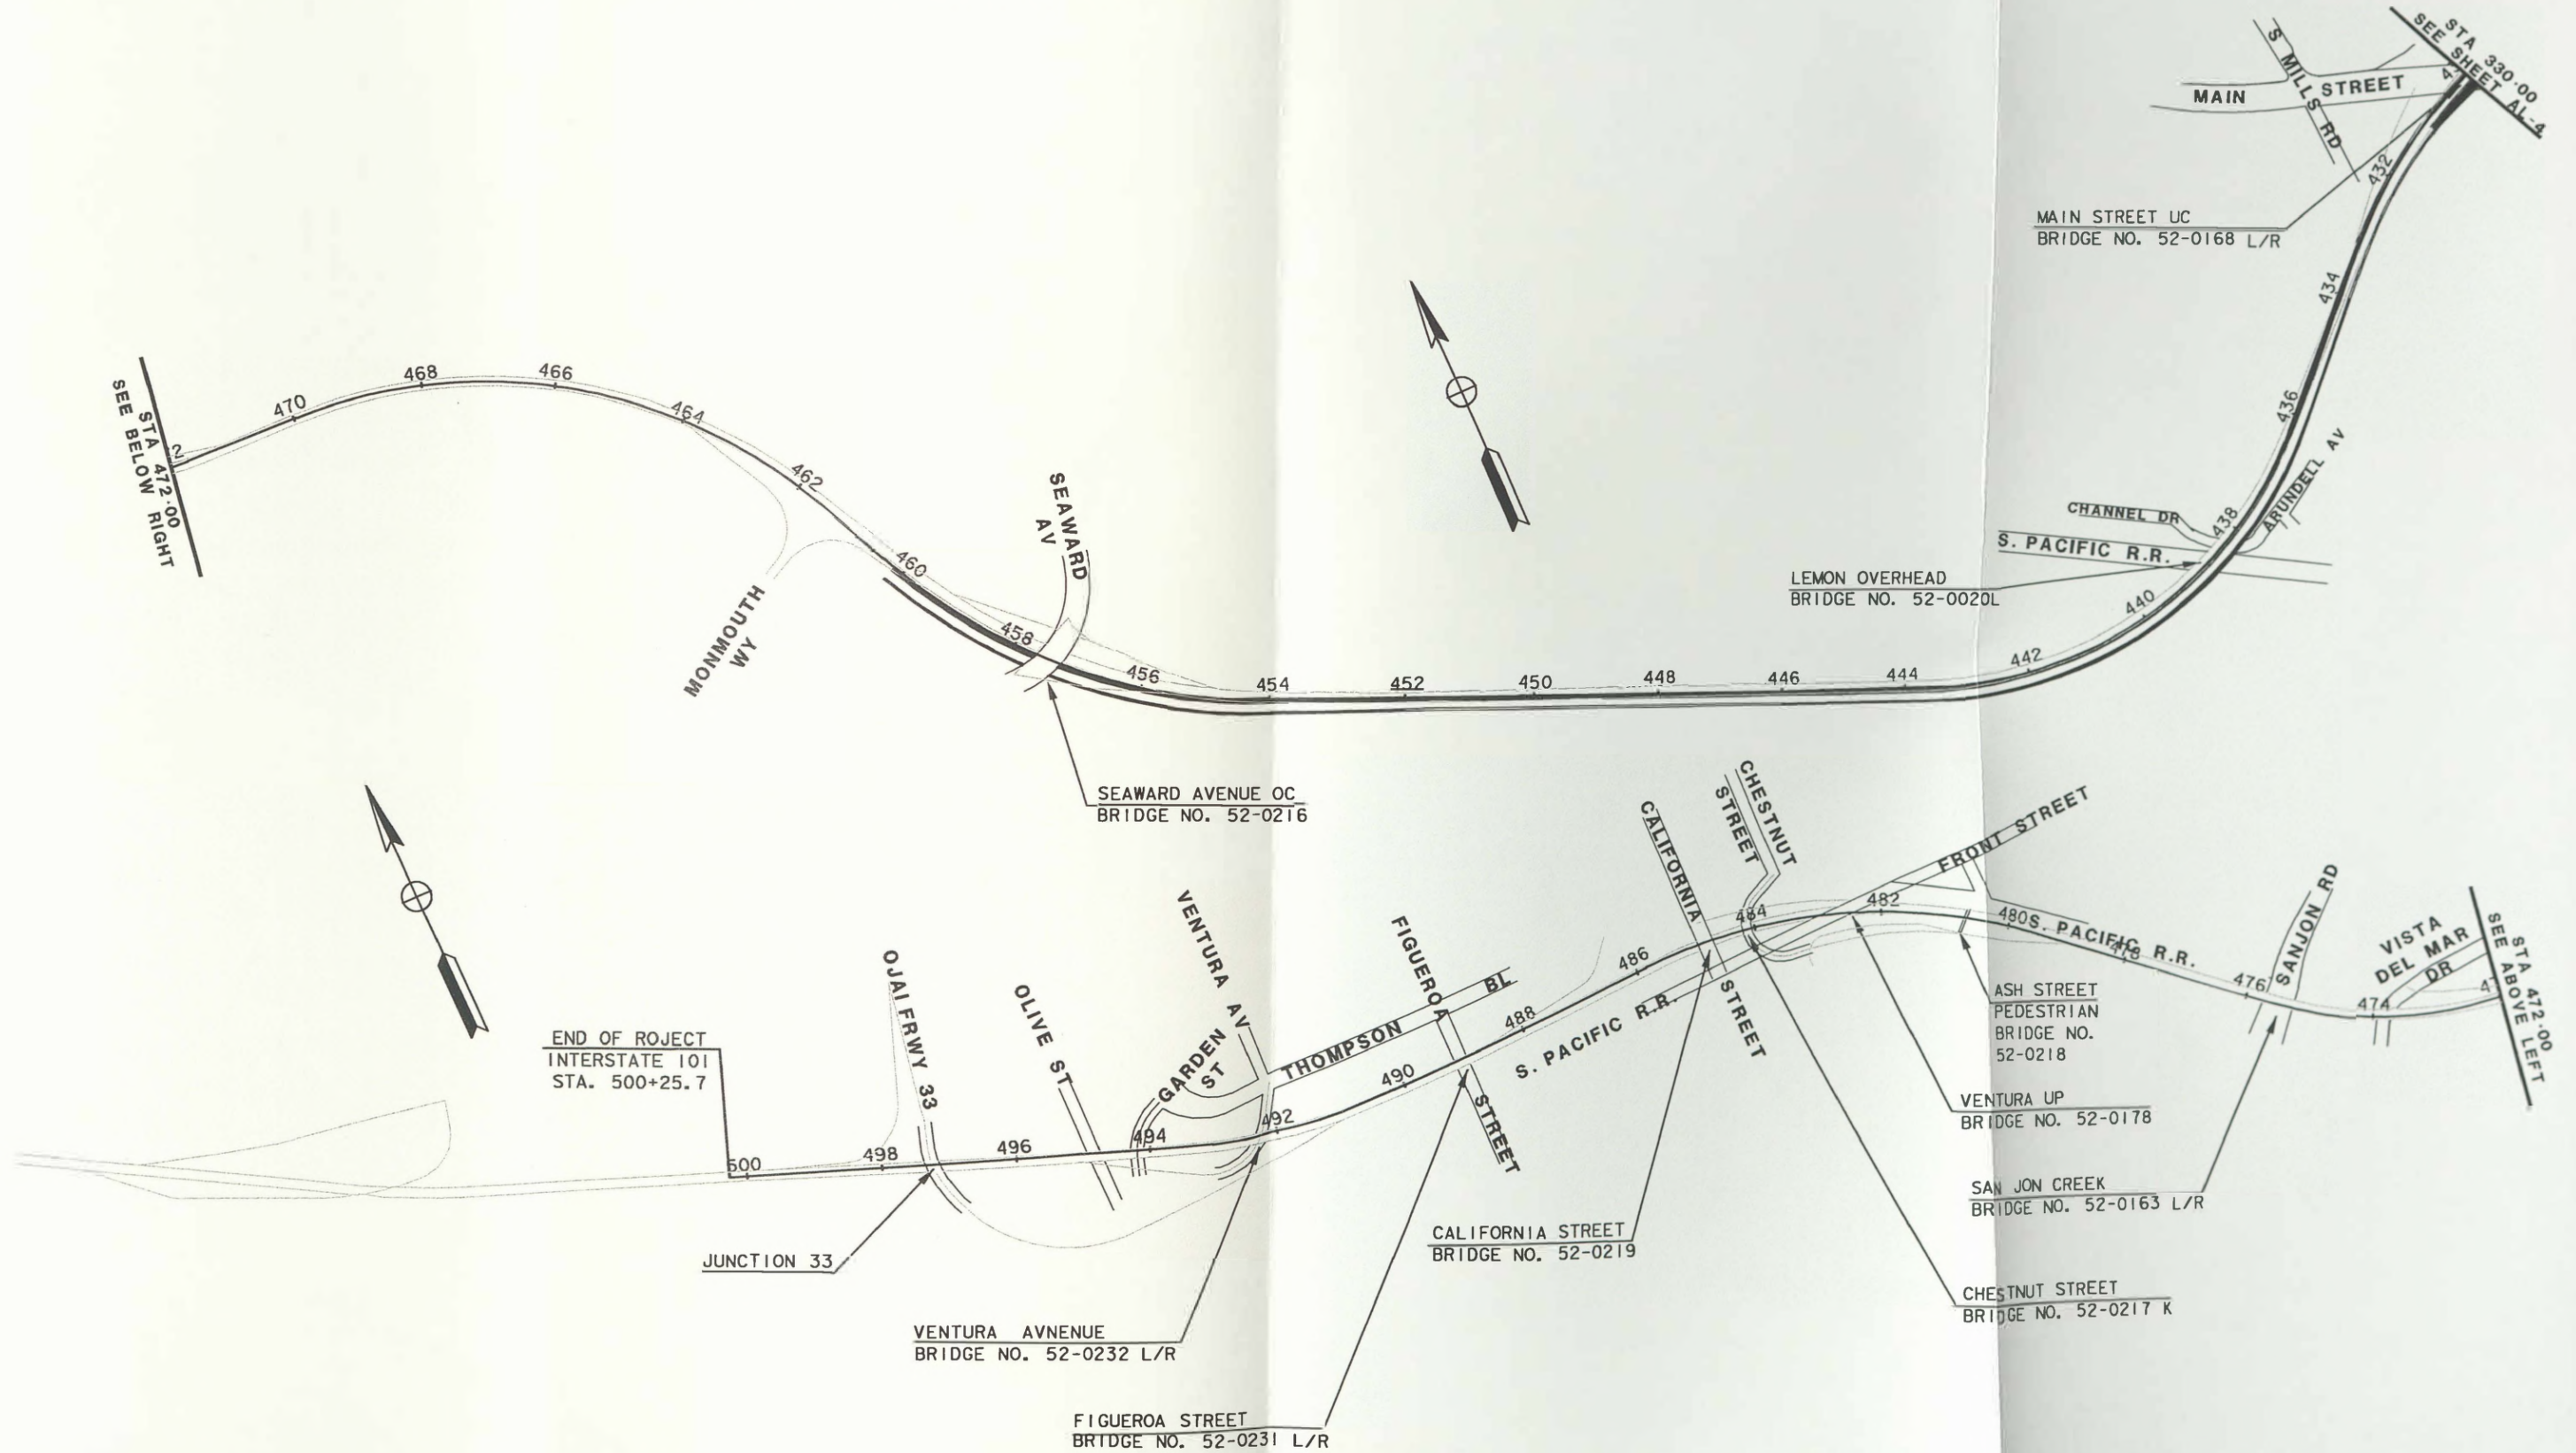 STA 330+00
SEE SHEET AL-4
S MILLS RD
MAIN STREET
432
MAIN STREET UC
BRIDGE NO. 52-0168 L/R
434
436
ARUNDELL AV
CHANNEL DR
438
S. PACIFIC R.R.
LEMON OVERHEAD
BRIDGE NO. 52-0020L
440
442
444
446
448
450
452
454
456
458
460
462
464
466
468
470
STA 472+00
SEE BELOW RIGHT
SEAWARD
AV
MONMOUTH
WY
SEAWARD AVENUE OC
BRIDGE NO. 52-0216
STA 472+00
SEE ABOVE LEFT
VISTA
DEL MAR
DR
474
SANJON RD
476
478
S. PACIFIC R.R.
480
482
484
FRONT STREET
CHESTNUT
STREET
CALIFORNIA STREET
486
S. PACIFIC R.R.
488
490
FIGUEROA STREET
THOMPSON BL
492
VENTURA AV
GARDEN
ST
494
OLIVE ST
496
OJAI FRWY 33
498
500
END OF ROJECT
INTERSTATE 101
STA. 500+25.7
JUNCTION 33
VENTURA AVNENUE
BRIDGE NO. 52-0232 L/R
FIGUEROA STREET
BRIDGE NO. 52-0231 L/R
CALIFORNIA STREET
BRIDGE NO. 52-0219
ASH STREET
PEDESTRIAN
BRIDGE NO.
52-0218
VENTURA UP
BRIDGE NO. 52-0178
SAN JON CREEK
BRIDGE NO. 52-0163 L/R
CHESTNUT STREET
BRIDGE NO. 52-0217 K